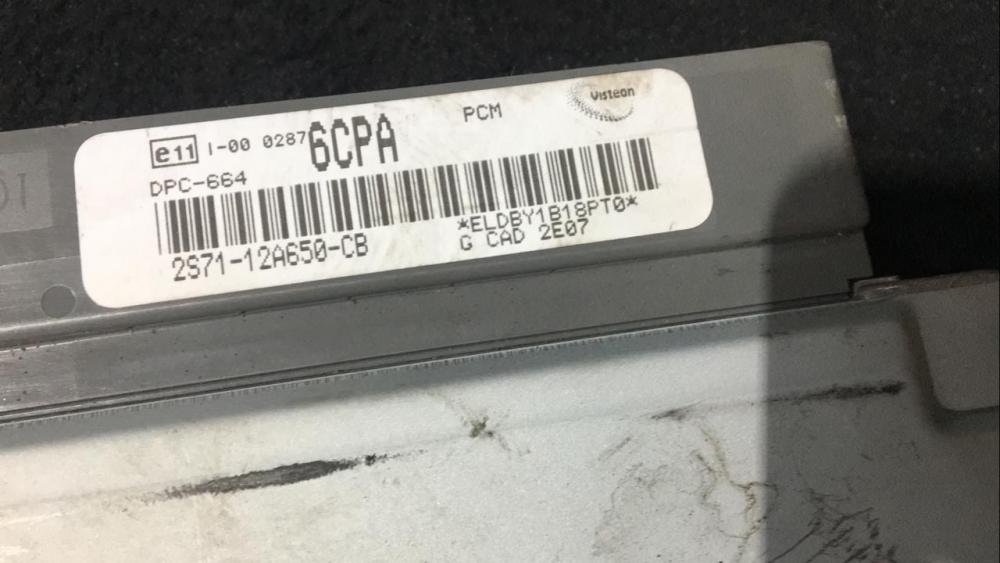 e11 I-00 0287 6CPA PCM Visteon
DPC-664
*ELDBY1B18PT0*
2S71-12A650-CB G CAD 2E07